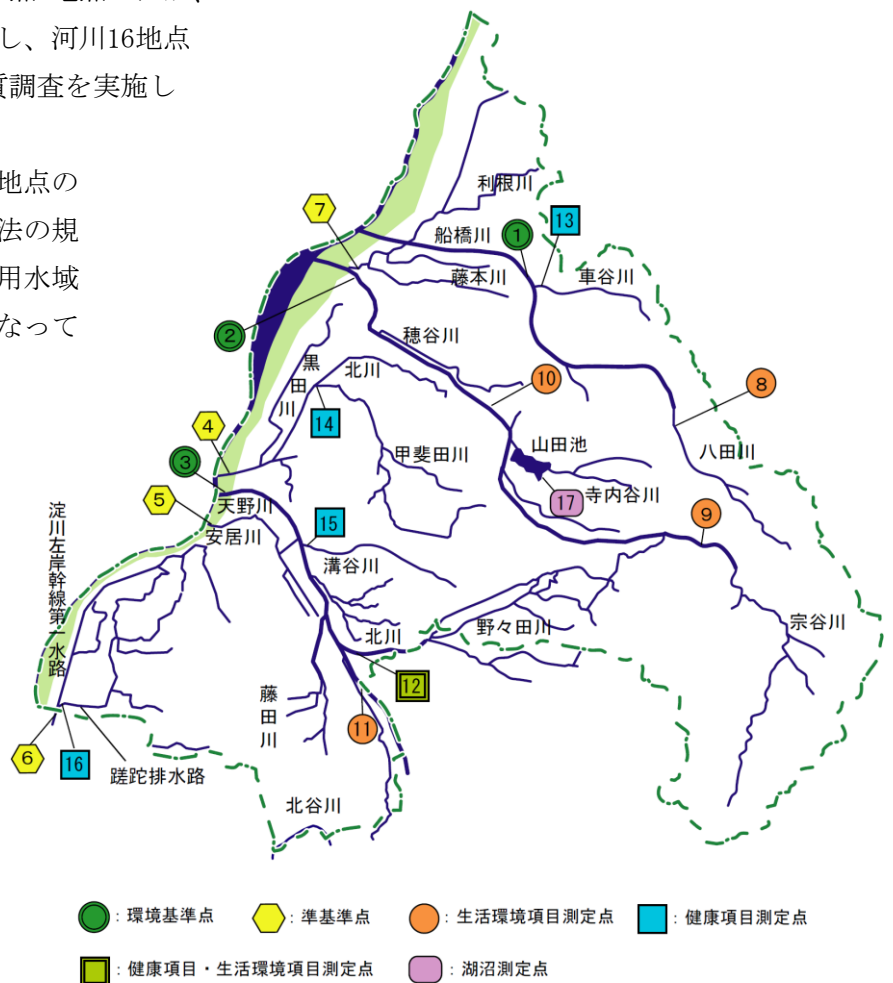 し、河川16地点
質調査を実施し
地点の
法の規
用水域
なって
利根川
7
船橋川
1
13
藤本川
車谷川
2
穂谷川
黒田川
北川
10
8
14
4
甲斐田川
山田池
八田川
3
17
寺内谷川
5
天野川
15
9
安居川
淀川左岸幹線第一水路
溝谷川
北川
野々田川
宗谷川
12
藤田川
11
6
16
蹉跎排水路
北谷川
：環境基準点
：準基準点
：生活環境項目測定点
：健康項目測定点
：健康項目・生活環境項目測定点
：湖沼測定点